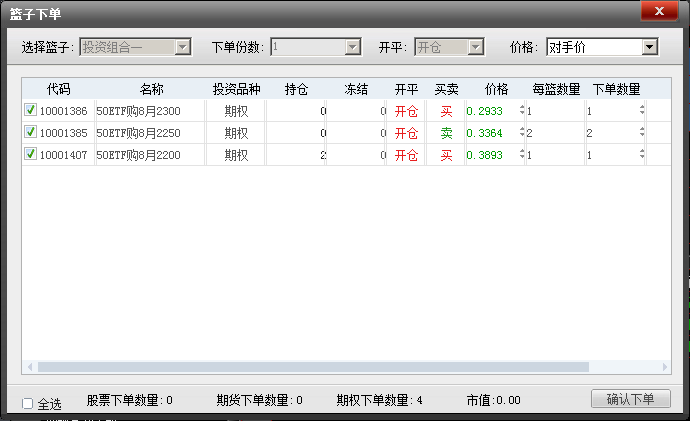 篮子下单
选择篮子: 投资组合一 下单份数: 1 开平: 开仓 价格: 对手价
代码 名称 投资品种 持仓 冻结 开平 买卖 价格 每篮数量 下单数量
10001386 50ETF购8月2300 期权 0 0 开仓 买 0.2933 1 1
10001385 50ETF购8月2250 期权 0 0 开仓 卖 0.3364 2 2
10001407 50ETF购8月2200 期权 2 0 开仓 买 0.3893 1 1
全选 股票下单数量: 0 期货下单数量: 0 期权下单数量: 4 市值: 0.00 确认下单